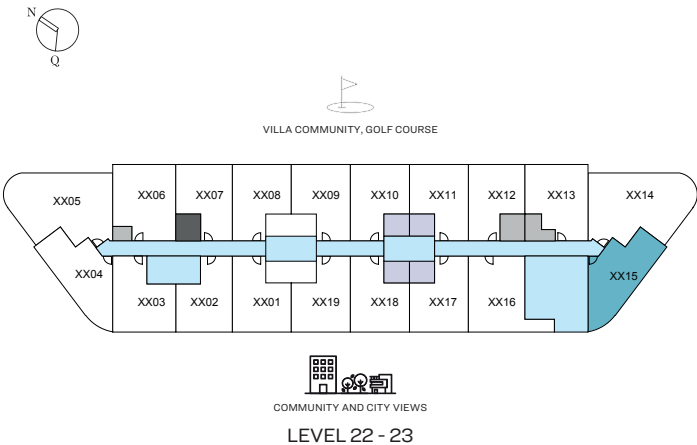 N
Q
VILLA COMMUNITY, GOLF COURSE
XX05
XX06
XX07
XX08
XX09
XX10
XX11
XX12
XX13
XX14
XX04
XX03
XX02
XX01
XX19
XX18
XX17
XX16
XX15
COMMUNITY AND CITY VIEWS
LEVEL 22 - 23